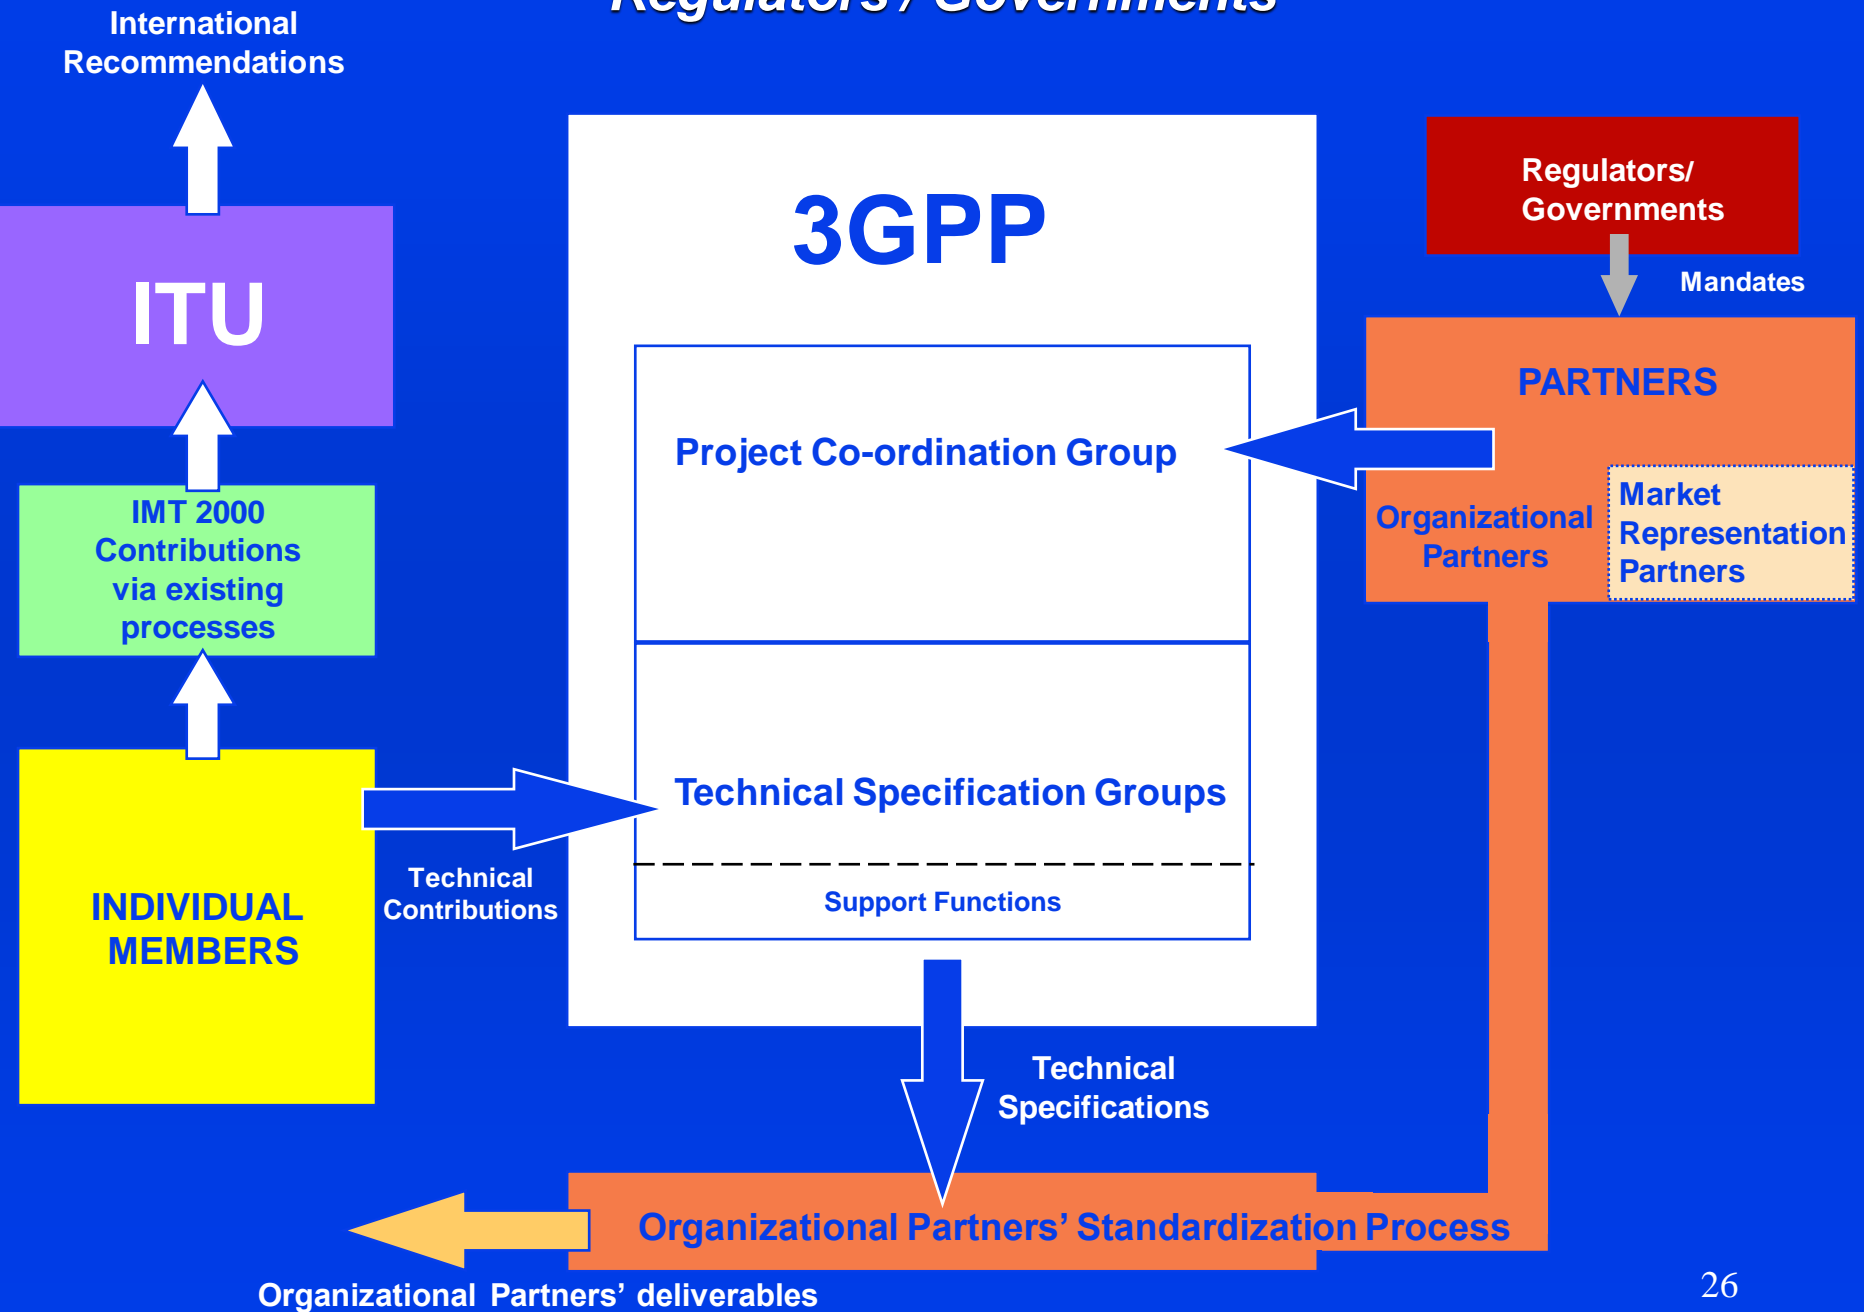 Regulators / Governments
International
Recommendations
3GPP
Regulators/
Governments
Mandates
ITU
PARTNERS
Project Co-ordination Group
Organizational
Partners
Market
Representation
Partners
IMT 2000
Contributions
via existing
processes
Technical Specification Groups
Support Functions
Technical
Contributions
INDIVIDUAL
MEMBERS
Technical
Specifications
Organizational Partners’ Standardization Process
Organizational Partners’ deliverables
26